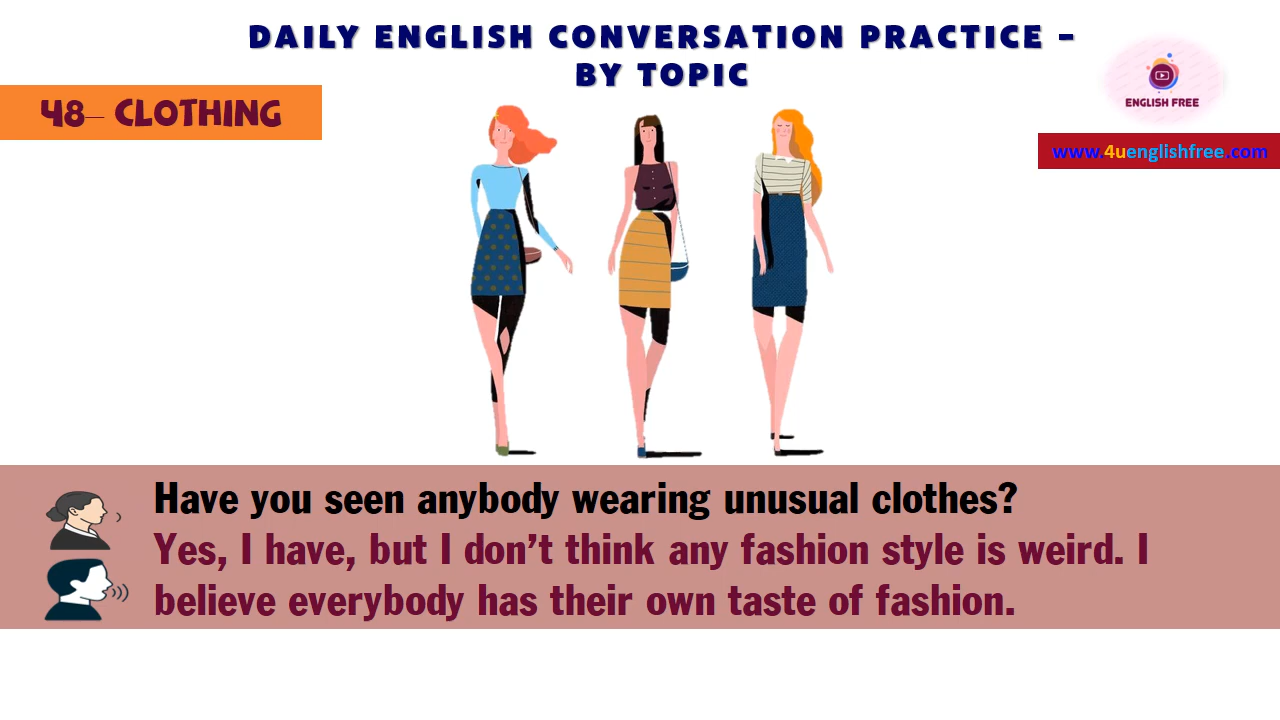 DAILY ENGLISH CONVERSATION PRACTICE –
BY TOPIC
48– CLOTHING
ENGLISH FREE
www.4uenglishfree.com
Have you seen anybody wearing unusual clothes?
Yes, I have, but I don’t think any fashion style is weird. I
believe everybody has their own taste of fashion.